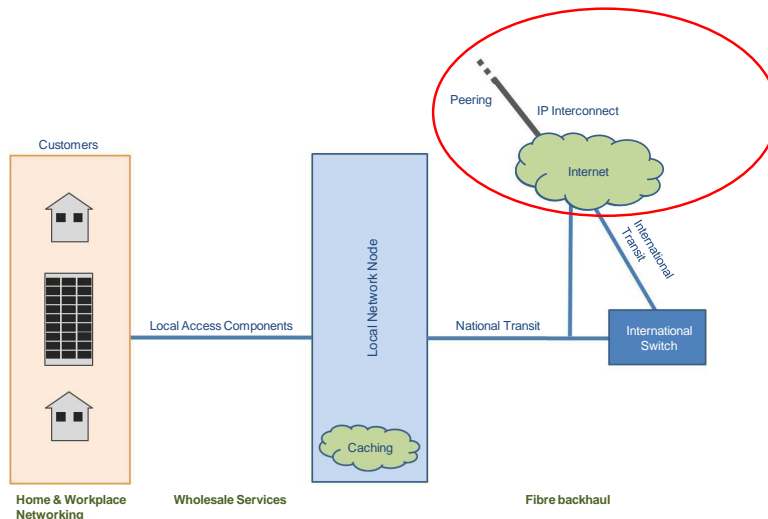 Peering
IP Interconnect
Customers
Internet
International
Transit
Local Network Node
Local Access Components
National Transit
International
Switch
Caching
Home & Workplace
Networking
Wholesale Services
Fibre backhaul